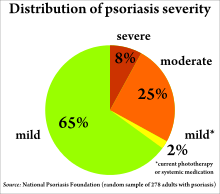 Distribution of psoriasis severity
severe
8%
moderate
25%
mild
65%
mild*
2%
*current phototherapy
or systemic medication
Source: National Psoriasis Foundation (random sample of 278 adults with psoriasis)